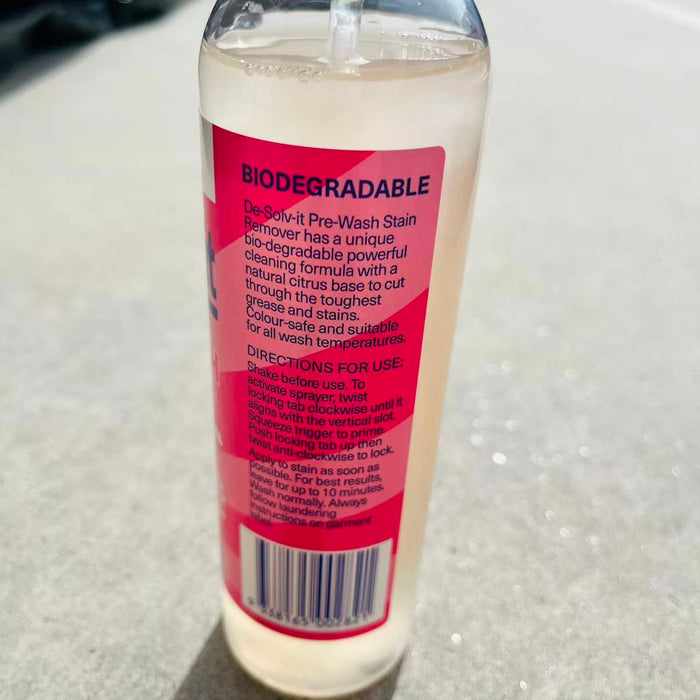 BIODEGRADABLE
De-Solv-it Pre-Wash Stain
Remover has a unique
bio-degradable powerful
cleaning formula with a
natural citrus base to cut
through the toughest
grease and stains.
Colour-safe and suitable
for all wash temperatures.
DIRECTIONS FOR USE:
Shake before use. To
activate sprayer, twist
locking tab clockwise until it
aligns with the vertical slot.
Squeeze trigger to prime.
Push locking tab up then
twist anti-clockwise to lock.
Apply to stain as soon as
possible. For best results,
leave for up to 10 minutes.
Wash normally. Always
follow laundering
instructions on garment
label.